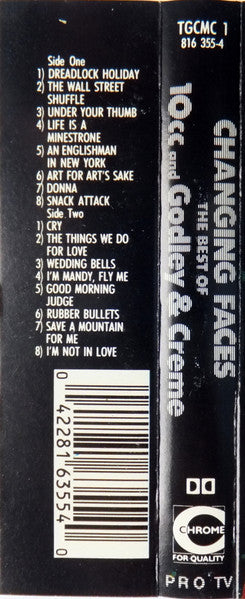 Side One
1) DREADLOCK HOLIDAY
2) THE WALL STREET
SHUFFLE
3) UNDER YOUR THUMB
4) LIFE IS A
MINESTRONE
5) AN ENGLISHMAN
IN NEW YORK
6) ART FOR ART'S SAKE
7) DONNA
8) SNACK ATTACK
Side Two
1) CRY
2) THE THINGS WE DO
FOR LOVE
3) WEDDING BELLS
4) I'M MANDY, FLY ME
5) GOOD MORNING
JUDGE
6) RUBBER BULLETS
7) SAVE A MOUNTAIN
FOR ME
8) I'M NOT IN LOVE
0 42281 63554 0
TGCMC 1
816 355-4
CHANGING FACES
THE BEST OF
10cc and Godley & Creme
CHROME
FOR QUALITY
PRO TV